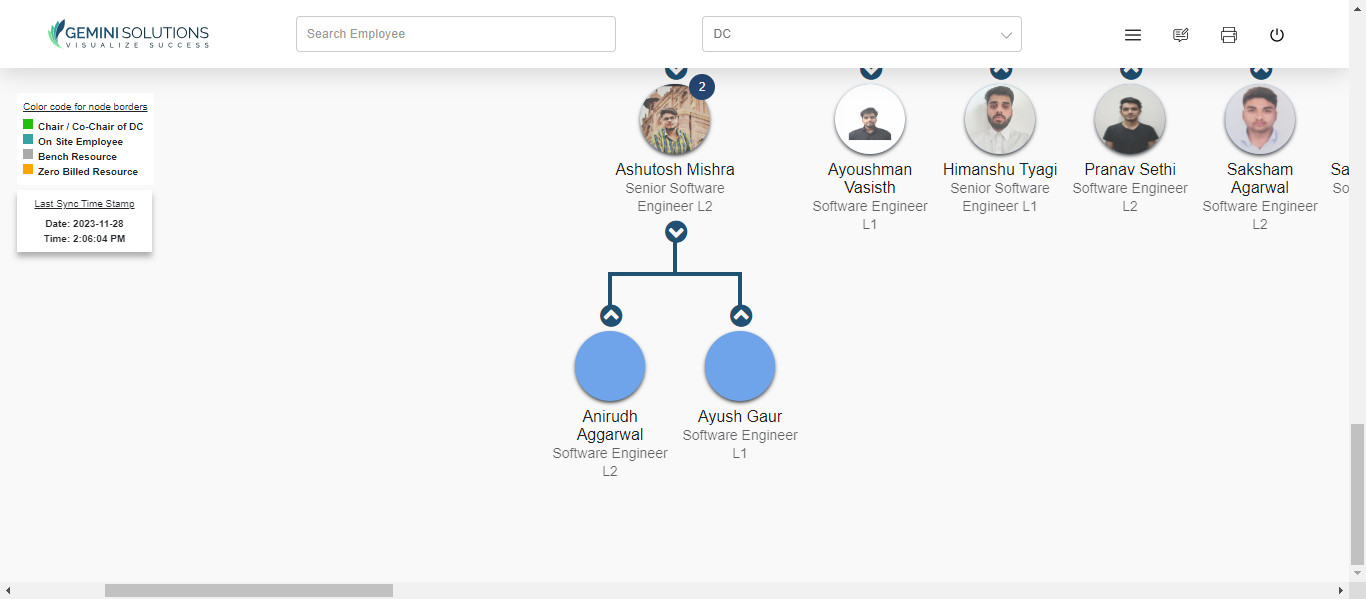 GEMINI SOLUTIONS
VISUALIZE SUCCESS
Search Employee
DC
Color code for node borders
Chair / Co-Chair of DC
On Site Employee
Bench Resource
Zero Billed Resource
Last Sync Time Stamp
Date: 2023-11-28
Time: 2:06:04 PM
2
Ashutosh Mishra
Senior Software
Engineer L2
Ayoushman
Vasisth
Software Engineer
L1
Himanshu Tyagi
Senior Software
Engineer L1
Pranav Sethi
Software Engineer
L2
Saksham
Agarwal
Software Engineer
L2
Sa
So
Anirudh
Aggarwal
Software Engineer
L2
Ayush Gaur
Software Engineer
L1